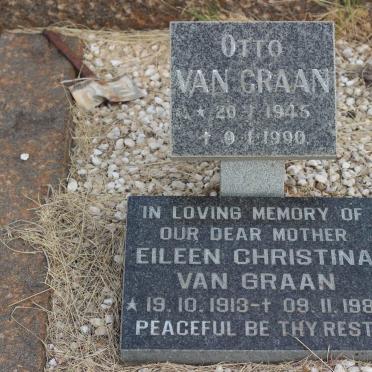 OTTO
VAN GRAAN
★ 20·1·1945
† 9·1·1990
IN LOVING MEMORY OF
OUR DEAR MOTHER
EILEEN CHRISTINA
VAN GRAAN
★ 19.10.1913-† 09.11.198
PEACEFUL BE THY REST